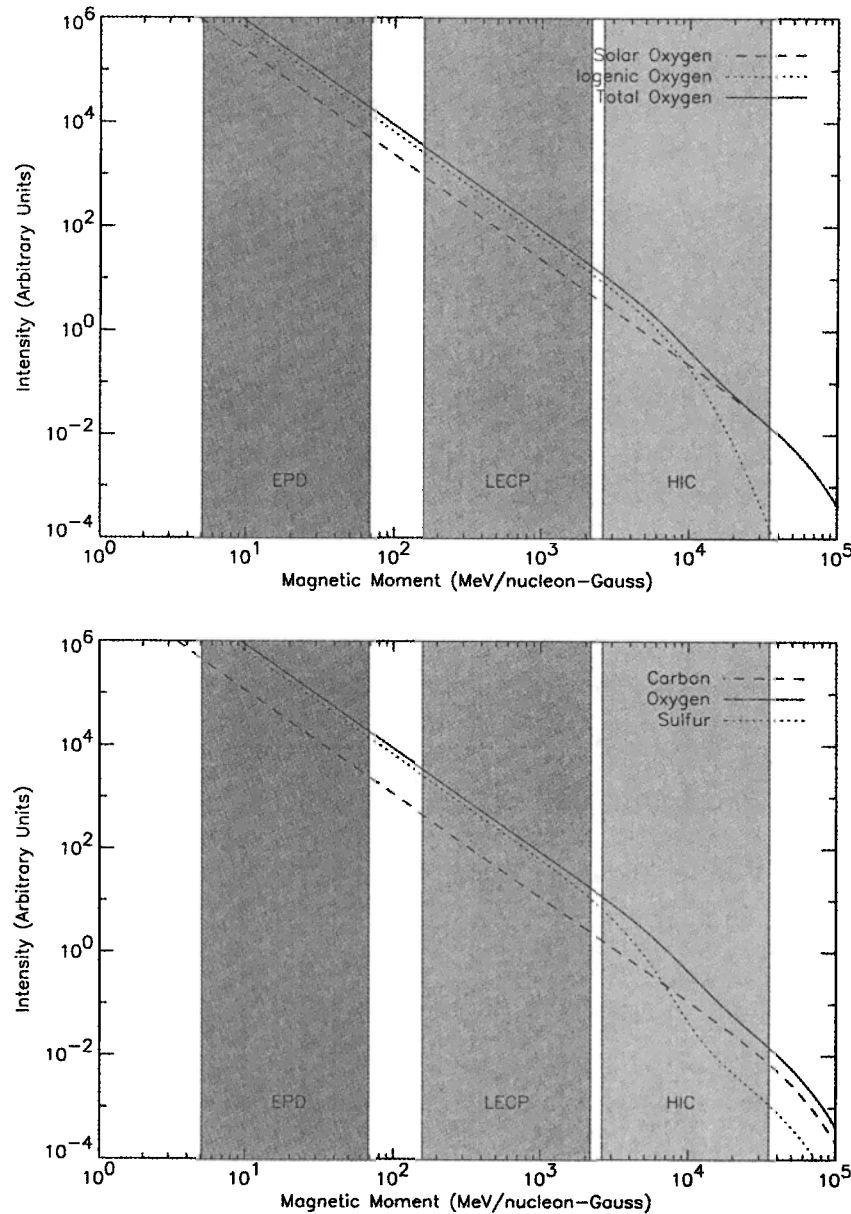 10^6
10^4
10^2
10^0
10^-2
10^-4
Intensity (Arbitrary Units)
Solar Oxygen
Iogenic Oxygen
Total Oxygen
EPD
LECP
HIC
10^0
10^1
10^2
10^3
10^4
10^5
Magnetic Moment (MeV/nucleon-Gauss)
10^6
10^4
10^2
10^0
10^-2
10^-4
Intensity (Arbitrary Units)
Carbon
Oxygen
Sulfur
EPD
LECP
HIC
10^0
10^1
10^2
10^3
10^4
10^5
Magnetic Moment (MeV/nucleon-Gauss)